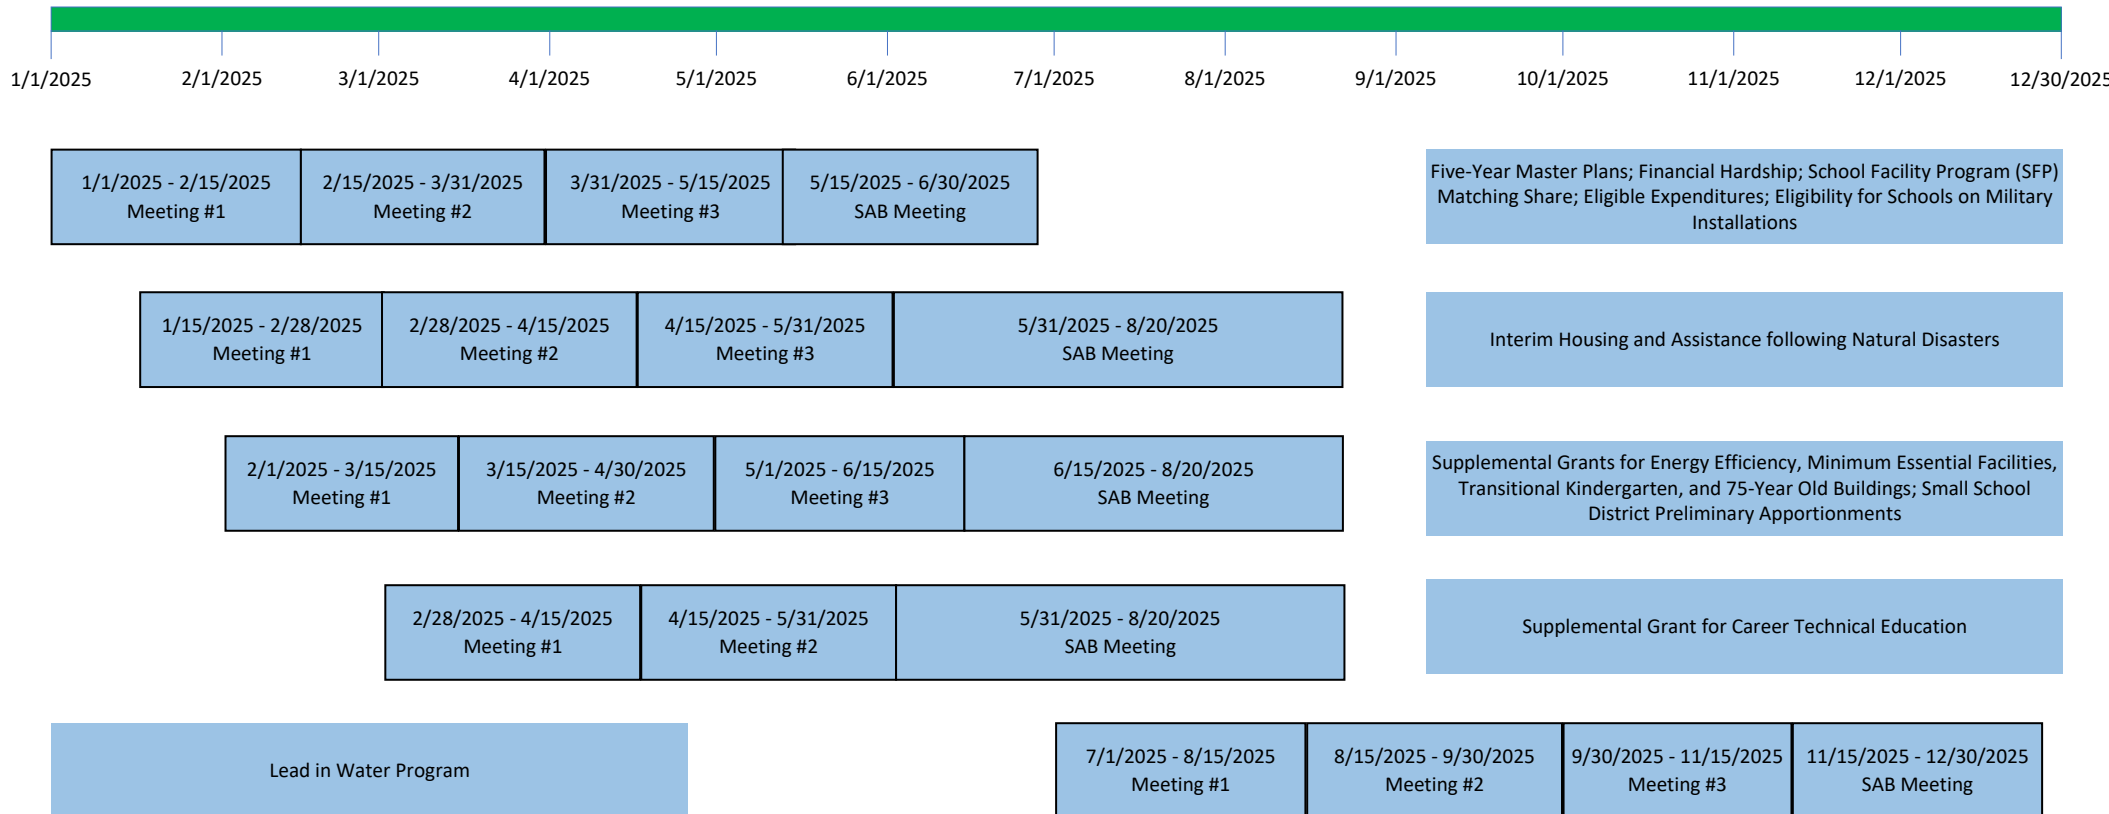 1/1/2025
2/1/2025
3/1/2025
4/1/2025
5/1/2025
6/1/2025
7/1/2025
8/1/2025
9/1/2025
10/1/2025
11/1/2025
12/1/2025
12/30/2025
1/1/2025 - 2/15/2025
Meeting #1
2/15/2025 - 3/31/2025
Meeting #2
3/31/2025 - 5/15/2025
Meeting #3
5/15/2025 - 6/30/2025
SAB Meeting
Five-Year Master Plans; Financial Hardship; School Facility Program (SFP)
Matching Share; Eligible Expenditures; Eligibility for Schools on Military
Installations
1/15/2025 - 2/28/2025
Meeting #1
2/28/2025 - 4/15/2025
Meeting #2
4/15/2025 - 5/31/2025
Meeting #3
5/31/2025 - 8/20/2025
SAB Meeting
Interim Housing and Assistance following Natural Disasters
2/1/2025 - 3/15/2025
Meeting #1
3/15/2025 - 4/30/2025
Meeting #2
5/1/2025 - 6/15/2025
Meeting #3
6/15/2025 - 8/20/2025
SAB Meeting
Supplemental Grants for Energy Efficiency, Minimum Essential Facilities,
Transitional Kindergarten, and 75-Year Old Buildings; Small School
District Preliminary Apportionments
2/28/2025 - 4/15/2025
Meeting #1
4/15/2025 - 5/31/2025
Meeting #2
5/31/2025 - 8/20/2025
SAB Meeting
Supplemental Grant for Career Technical Education
Lead in Water Program
7/1/2025 - 8/15/2025
Meeting #1
8/15/2025 - 9/30/2025
Meeting #2
9/30/2025 - 11/15/2025
Meeting #3
11/15/2025 - 12/30/2025
SAB Meeting